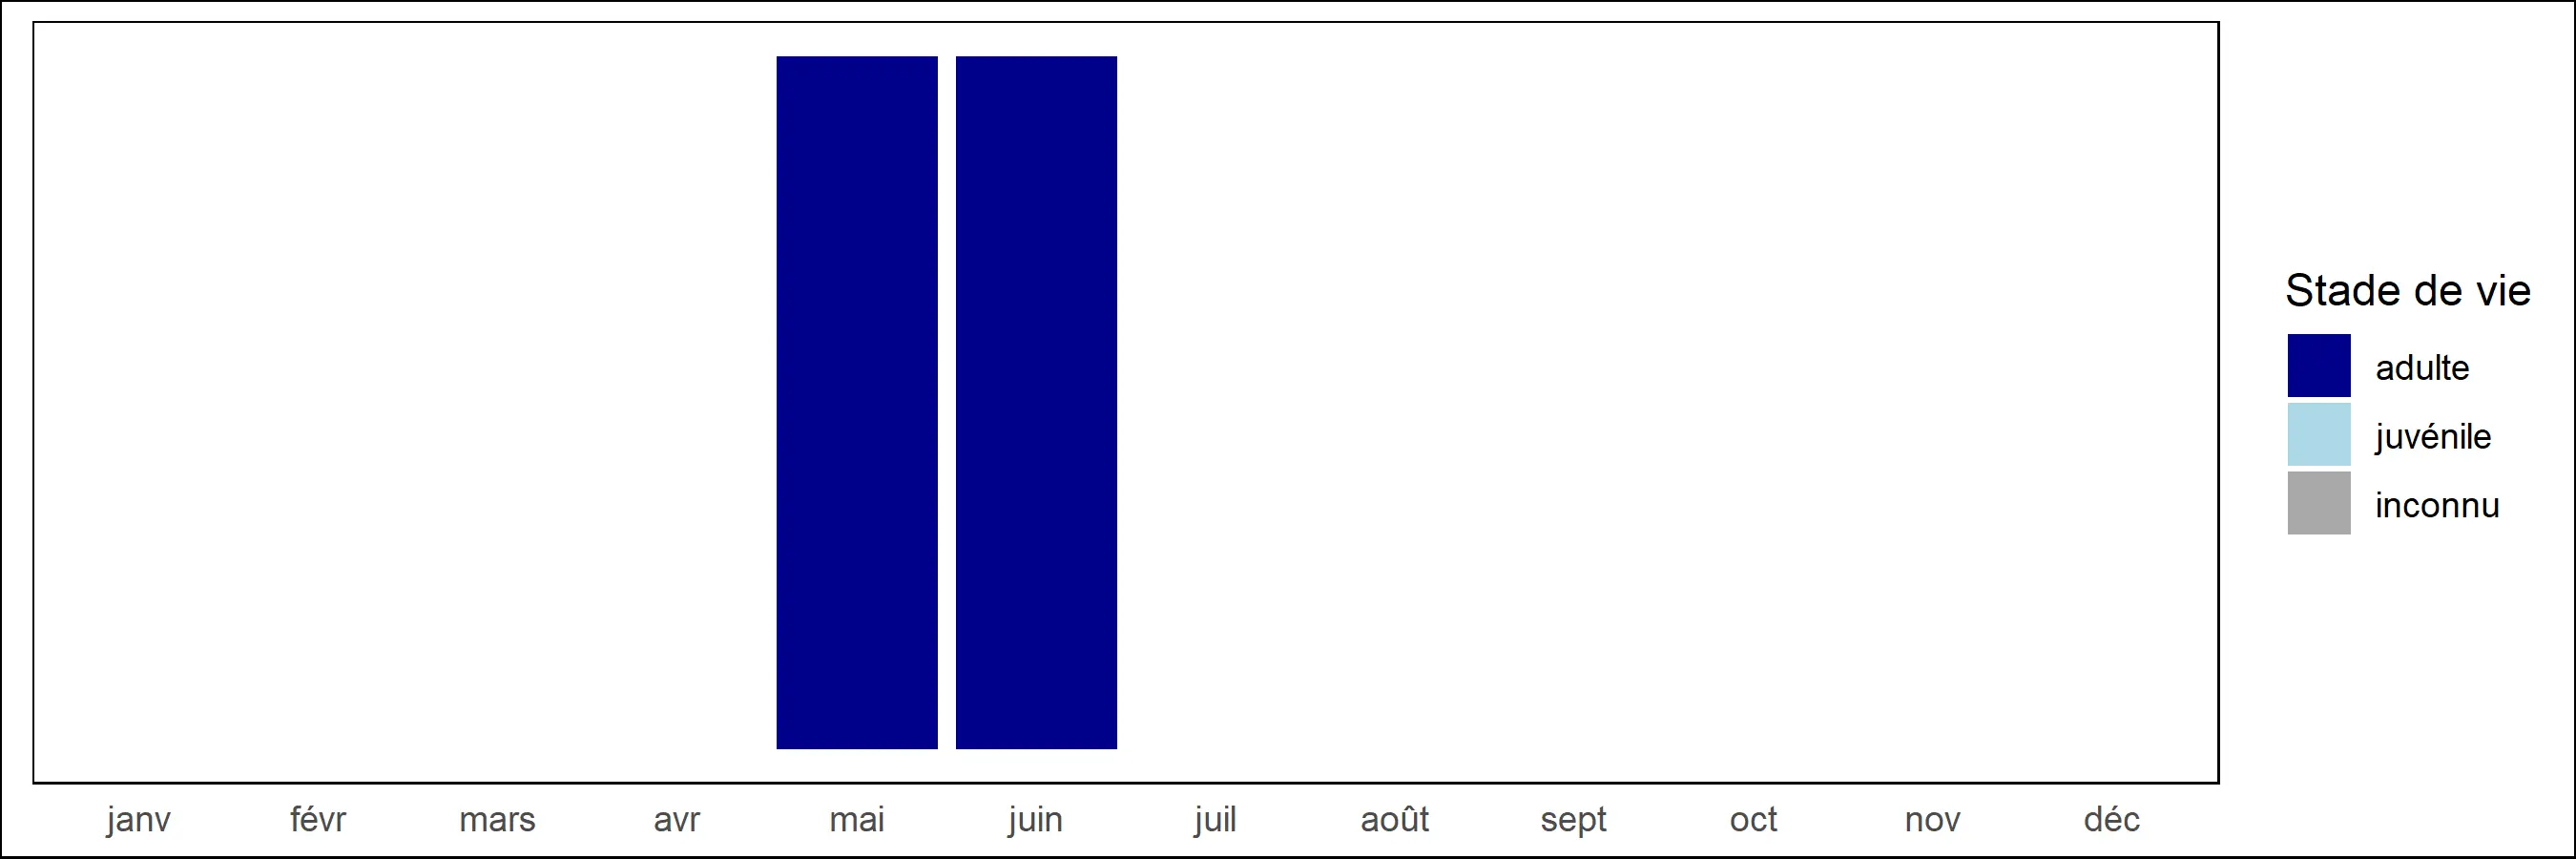 Stade de vie
adulte
juvénile
inconnu
janv févr mars avr mai juin juil août sept oct nov déc